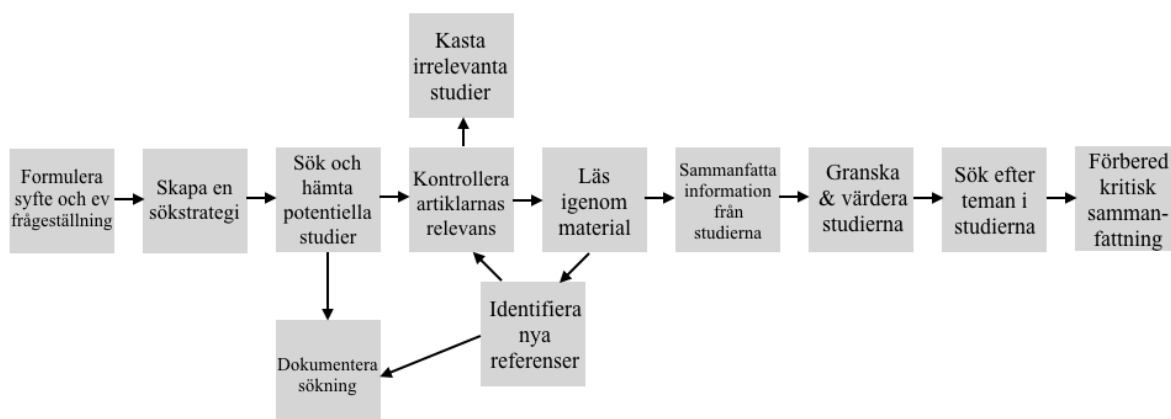 Kasta
irrelevanta
studier
Formulera
syfte och ev
frågeställning
Skapa en
sökstrategi
Sök och
hämta
potentiella
studier
Kontrollera
artiklarnas
relevans
Läs
igenom
material
Sammanfatta
information
från
studierna
Granska
& värdera
studierna
Sök efter
teman i
studierna
Förbered
kritisk
samman-
fattning
Identifiera
nya
referenser
Dokumentera
sökning